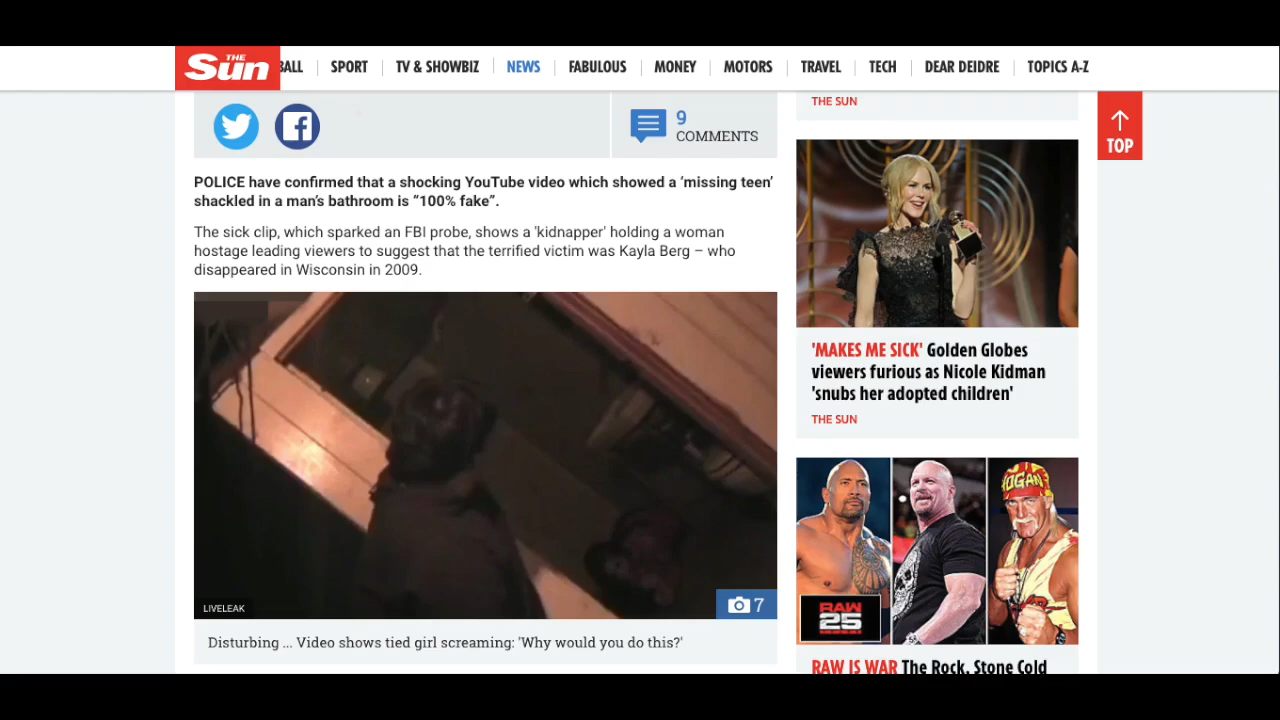 THE Sun
BALL SPORT TV & SHOWBIZ NEWS FABULOUS MONEY MOTORS TRAVEL TECH DEAR DEIDRE TOPICS A-Z
9
COMMENTS
POLICE have confirmed that a shocking YouTube video which showed a ‘missing teen’
shackled in a man’s bathroom is ”100% fake”.
The sick clip, which sparked an FBI probe, shows a 'kidnapper' holding a woman
hostage leading viewers to suggest that the terrified victim was Kayla Berg – who
disappeared in Wisconsin in 2009.
LIVELEAK
7
Disturbing ... Video shows tied girl screaming: 'Why would you do this?'
THE SUN
'MAKES ME SICK' Golden Globes
viewers furious as Nicole Kidman
'snubs her adopted children'
THE SUN
HOGAN
RAW
25
RAW IS WAR The Rock, Stone Cold
TOP